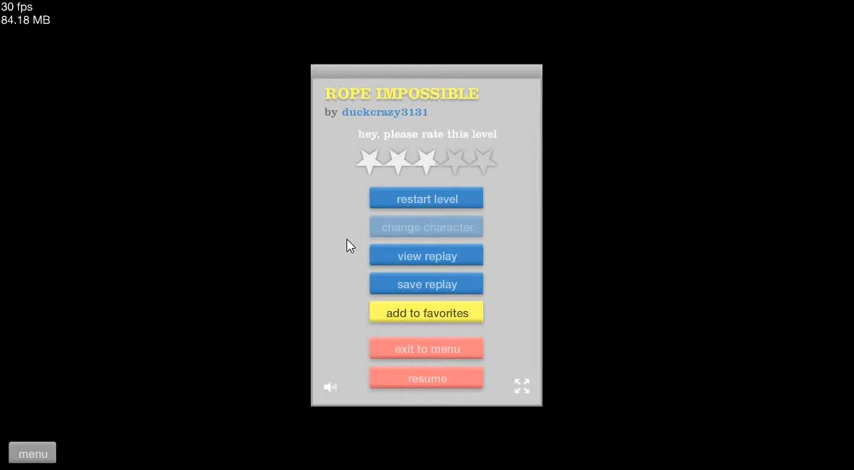 30 fps
84.18 MB
ROPE IMPOSSIBLE
by duckcrazy3131
hey, please rate this level
restart level
change character
view replay
save replay
add to favorites
exit to menu
resume
menu